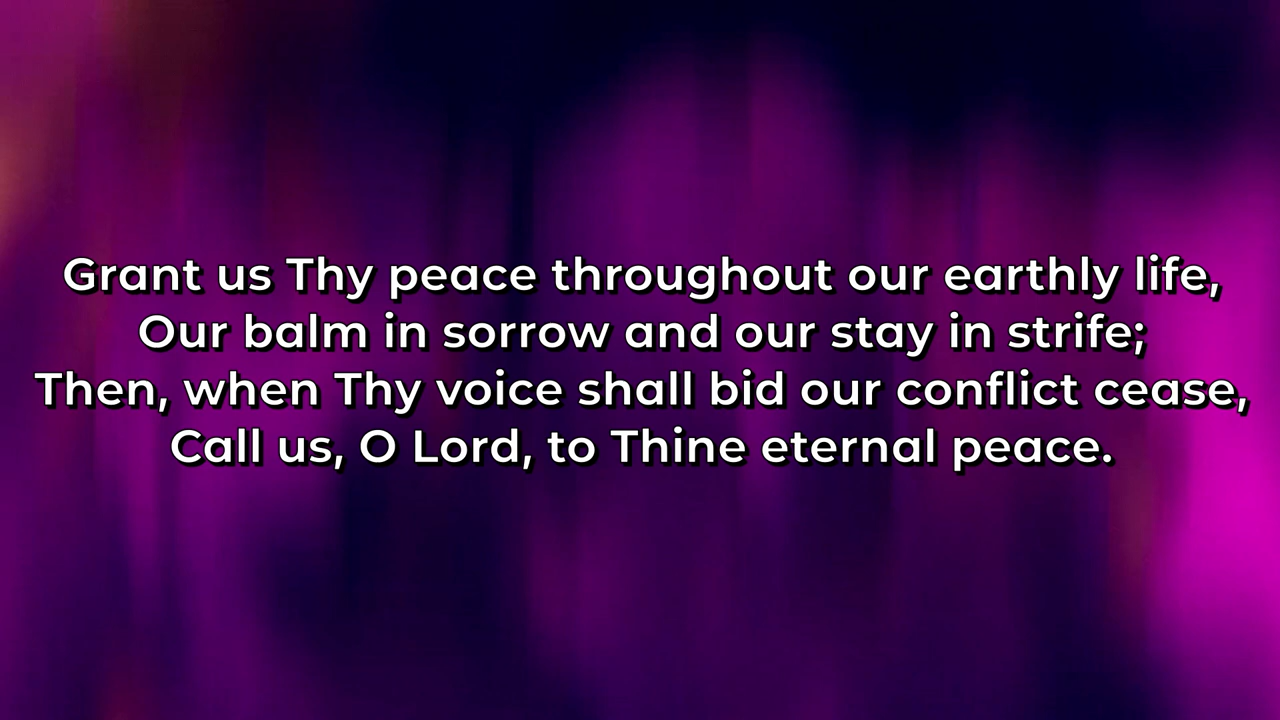 Grant us Thy peace throughout our earthly life,
Our balm in sorrow and our stay in strife;
Then, when Thy voice shall bid our conflict cease,
Call us, O Lord, to Thine eternal peace.